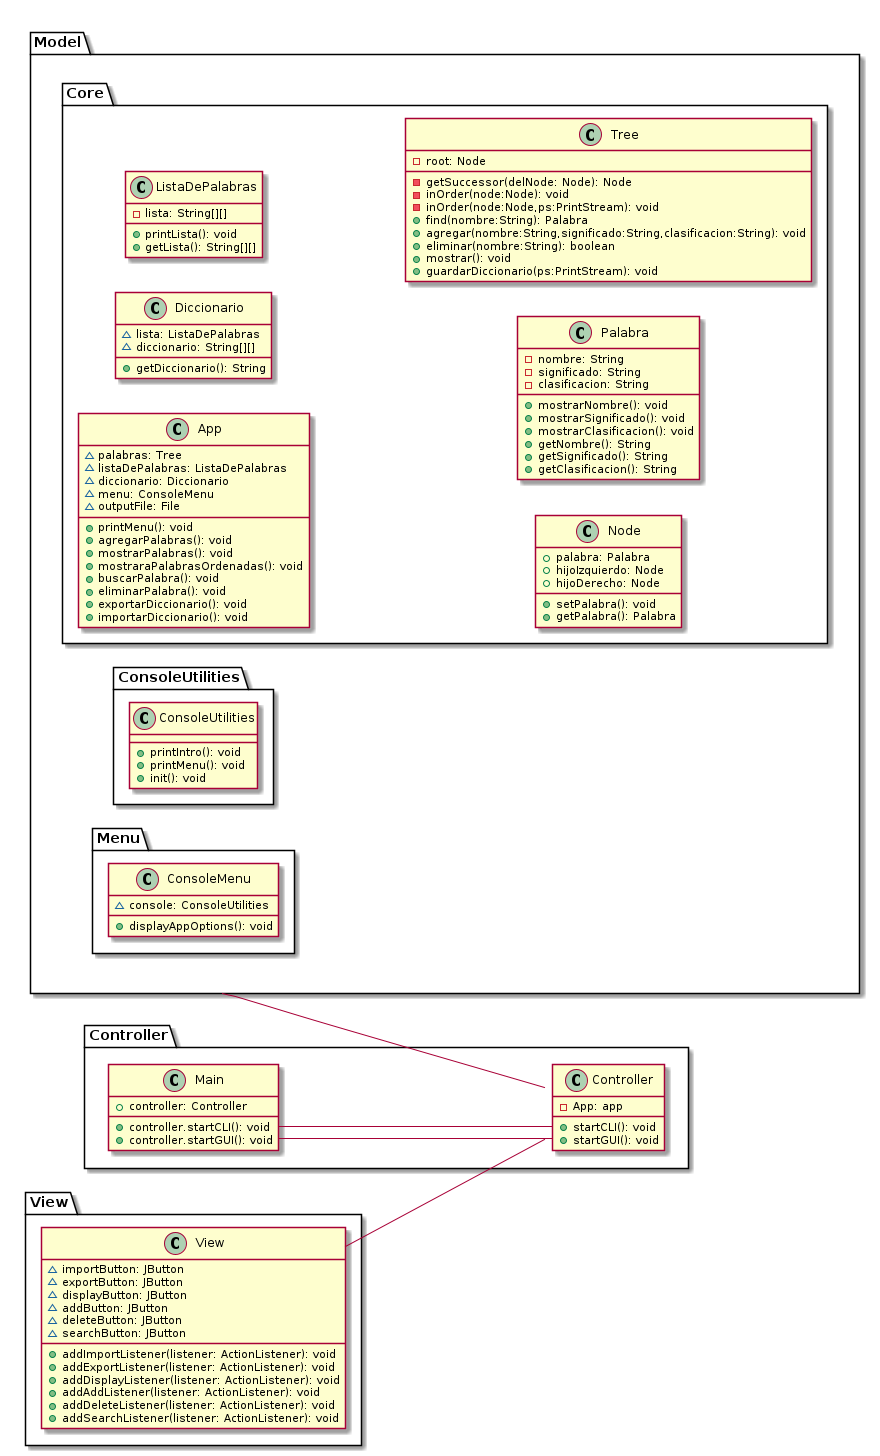 Model
Core
C ListaDePalabras
lista: String[][]
printLista(): void
getLista(): String[][]
C Tree
root: Node
getSuccessor(delNode: Node): Node
inOrder(node:Node): void
inOrder(node:Node,ps:PrintStream): void
find(nombre:String): Palabra
agregar(nombre:String,significado:String,clasificacion:String): void
eliminar(nombre:String): boolean
mostrar(): void
guardarDiccionario(ps:PrintStream): void
C Diccionario
lista: ListaDePalabras
diccionario: String[][]
getDiccionario(): String
C Palabra
nombre: String
significado: String
clasificacion: String
mostrarNombre(): void
mostrarSignificado(): void
mostrarClasificacion(): void
getNombre(): String
getSignificado(): String
getClasificacion(): String
C App
palabras: Tree
listaDePalabras: ListaDePalabras
diccionario: Diccionario
menu: ConsoleMenu
outputFile: File
printMenu(): void
agregarPalabras(): void
mostrarPalabras(): void
mostraraPalabrasOrdenadas(): void
buscarPalabra(): void
eliminarPalabra(): void
exportarDiccionario(): void
importarDiccionario(): void
C Node
palabra: Palabra
hijoIzquierdo: Node
hijoDerecho: Node
setPalabra(): void
getPalabra(): Palabra
ConsoleUtilities
C ConsoleUtilities
printIntro(): void
printMenu(): void
init(): void
Menu
C ConsoleMenu
console: ConsoleUtilities
displayAppOptions(): void
Controller
C Main
controller: Controller
controller.startCLI(): void
controller.startGUI(): void
C Controller
App: app
startCLI(): void
startGUI(): void
View
C View
importButton: JButton
exportButton: JButton
displayButton: JButton
addButton: JButton
deleteButton: JButton
searchButton: JButton
addImportListener(listener: ActionListener): void
addExportListener(listener: ActionListener): void
addDisplayListener(listener: ActionListener): void
addAddListener(listener: ActionListener): void
addDeleteListener(listener: ActionListener): void
addSearchListener(listener: ActionListener): void